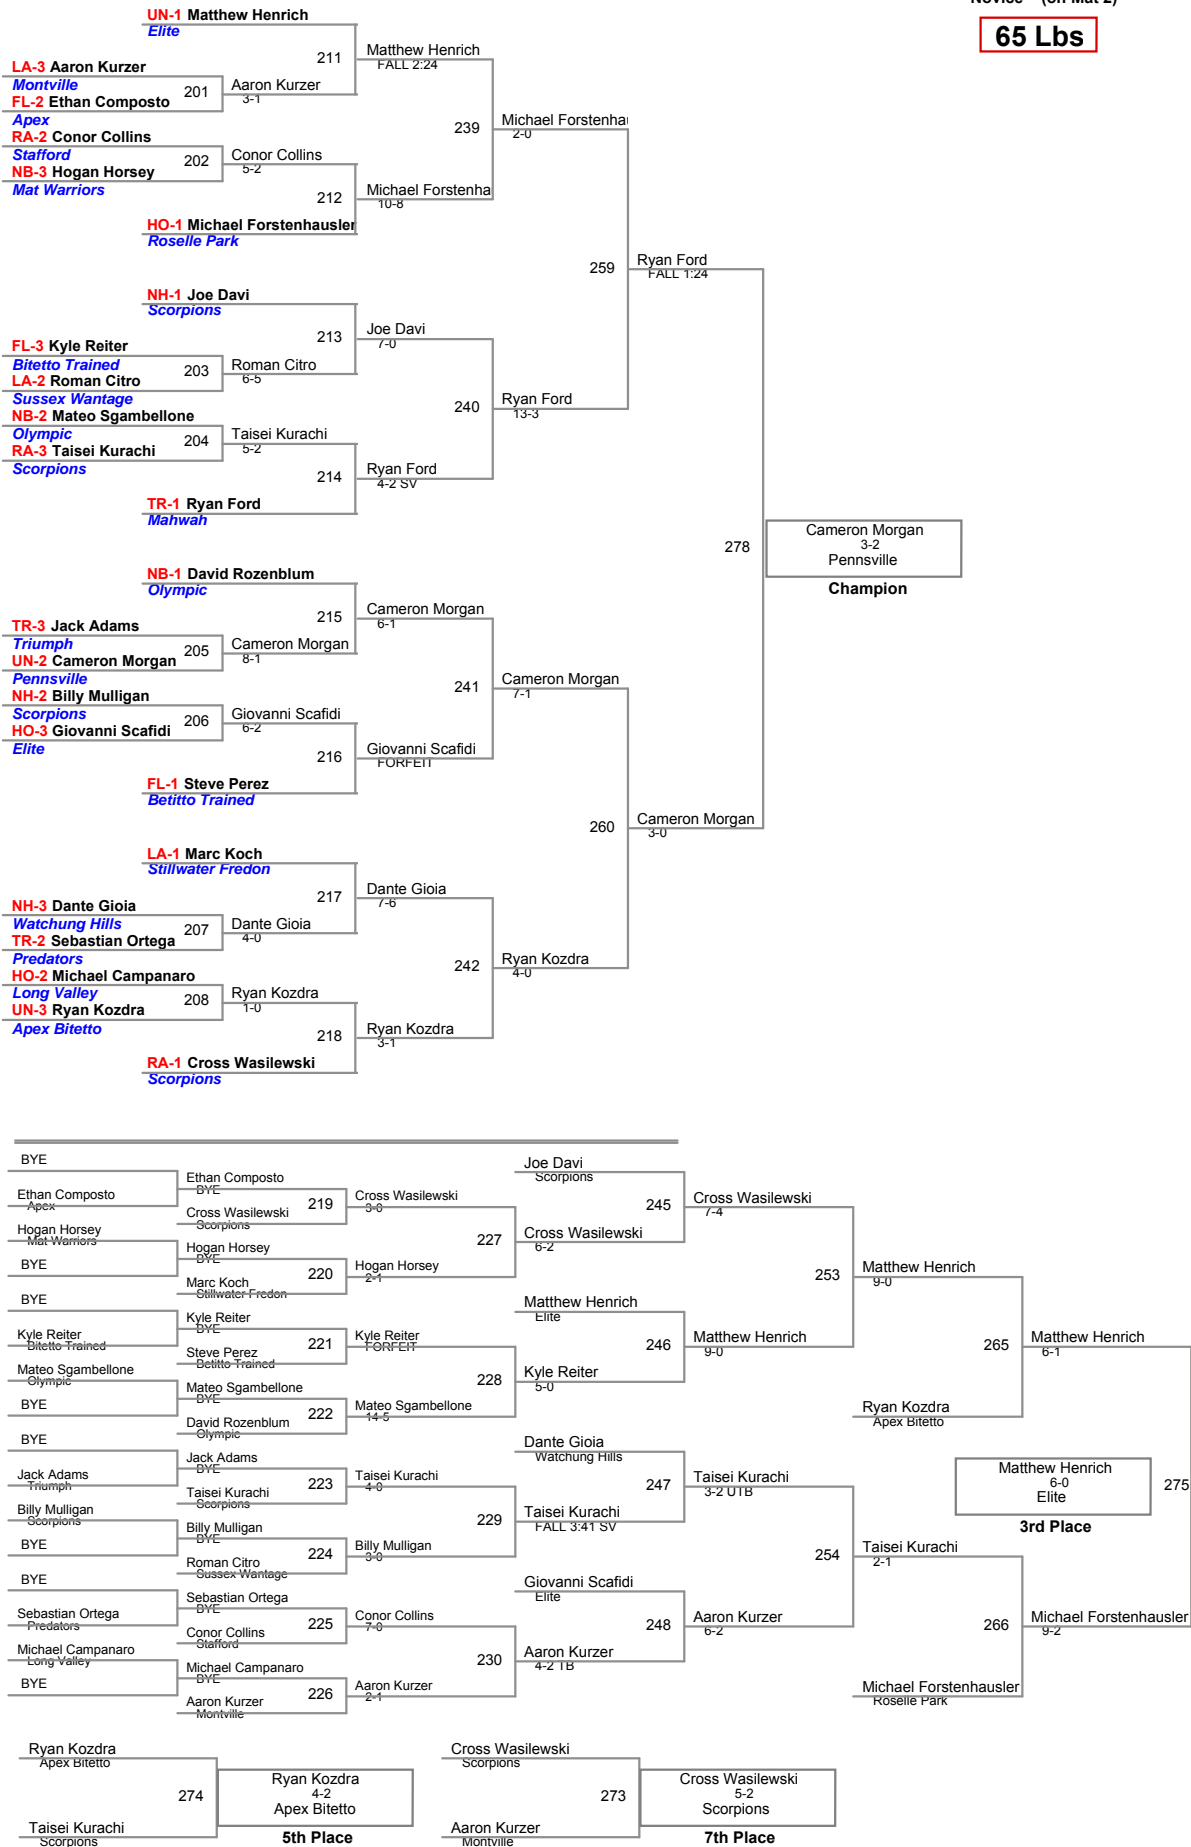 Novice (on Mat 2)
65 Lbs
UN-1 Matthew Henrich
Elite
211
Matthew Henrich
FALL 2:24
LA-3 Aaron Kurzer
Montville
201
Aaron Kurzer
3-1
FL-2 Ethan Composto
Apex
239
Michael Forstenhau
2-0
RA-2 Conor Collins
Stafford
202
Conor Collins
5-2
NB-3 Hogan Horsey
Mat Warriors
212
Michael Forstenha
10-8
HO-1 Michael Forstenhausler
Roselle Park
259
Ryan Ford
FALL 1:24
NH-1 Joe Davi
Scorpions
213
Joe Davi
7-0
FL-3 Kyle Reiter
Bitetto Trained
203
Roman Citro
6-5
LA-2 Roman Citro
Sussex Wantage
240
Ryan Ford
13-3
NB-2 Mateo Sgambellone
Olympic
204
Taisei Kurachi
5-2
RA-3 Taisei Kurachi
Scorpions
214
Ryan Ford
4-2 SV
TR-1 Ryan Ford
Mahwah
278
Cameron Morgan
3-2
Pennsville
Champion
NB-1 David Rozenblum
Olympic
215
Cameron Morgan
6-1
TR-3 Jack Adams
Triumph
205
Cameron Morgan
8-1
UN-2 Cameron Morgan
Pennsville
241
Cameron Morgan
7-1
NH-2 Billy Mulligan
Scorpions
206
Giovanni Scafidi
6-2
HO-3 Giovanni Scafidi
Elite
216
Giovanni Scafidi
FORFEIT
FL-1 Steve Perez
Betitto Trained
260
Cameron Morgan
3-0
LA-1 Marc Koch
Stillwater Fredon
217
Dante Gioia
7-6
NH-3 Dante Gioia
Watchung Hills
207
Dante Gioia
4-0
TR-2 Sebastian Ortega
Predators
242
Ryan Kozdra
4-0
HO-2 Michael Campanaro
Long Valley
208
Ryan Kozdra
1-0
UN-3 Ryan Kozdra
Apex Bitetto
218
Ryan Kozdra
3-1
RA-1 Cross Wasilewski
Scorpions
BYE
Ethan Composto
Apex
Ethan Composto
BYE
219
Cross Wasilewski
Scorpions
Cross Wasilewski
3-0
Hogan Horsey
Mat Warriors
BYE
Hogan Horsey
BYE
220
Marc Koch
Stillwater Fredon
Hogan Horsey
2-1
227
Cross Wasilewski
6-2
Joe Davi
Scorpions
245
Cross Wasilewski
7-4
BYE
Kyle Reiter
Bitetto Trained
Kyle Reiter
BYE
221
Steve Perez
Betitto Trained
Kyle Reiter
FORFEIT
Mateo Sgambellone
Olympic
BYE
Mateo Sgambellone
BYE
222
David Rozenblum
Olympic
Mateo Sgambellone
14-5
228
Kyle Reiter
5-0
Matthew Henrich
Elite
246
Matthew Henrich
9-0
253
Matthew Henrich
9-0
265
Matthew Henrich
6-1
Ryan Kozdra
Apex Bitetto
BYE
Jack Adams
Triumph
Jack Adams
BYE
223
Taisei Kurachi
Scorpions
Taisei Kurachi
4-0
Billy Mulligan
Scorpions
BYE
Billy Mulligan
BYE
224
Roman Citro
Sussex Wantage
Billy Mulligan
3-0
229
Taisei Kurachi
FALL 3:41 SV
Dante Gioia
Watchung Hills
247
Taisei Kurachi
3-2 UTB
Matthew Henrich
6-0
Elite
275
3rd Place
BYE
Sebastian Ortega
Predators
Sebastian Ortega
BYE
225
Conor Collins
Stafford
Conor Collins
7-0
Michael Campanaro
Long Valley
BYE
Michael Campanaro
BYE
226
Aaron Kurzer
Montville
Aaron Kurzer
2-1
230
Aaron Kurzer
4-2 TB
Giovanni Scafidi
Elite
248
Aaron Kurzer
6-2
254
Taisei Kurachi
2-1
266
Michael Forstenhausler
9-2
Michael Forstenhausler
Roselle Park
Ryan Kozdra
Apex Bitetto
274
Ryan Kozdra
4-2
Apex Bitetto
Taisei Kurachi
Scorpions
5th Place
Cross Wasilewski
Scorpions
273
Cross Wasilewski
5-2
Scorpions
Aaron Kurzer
Montville
7th Place